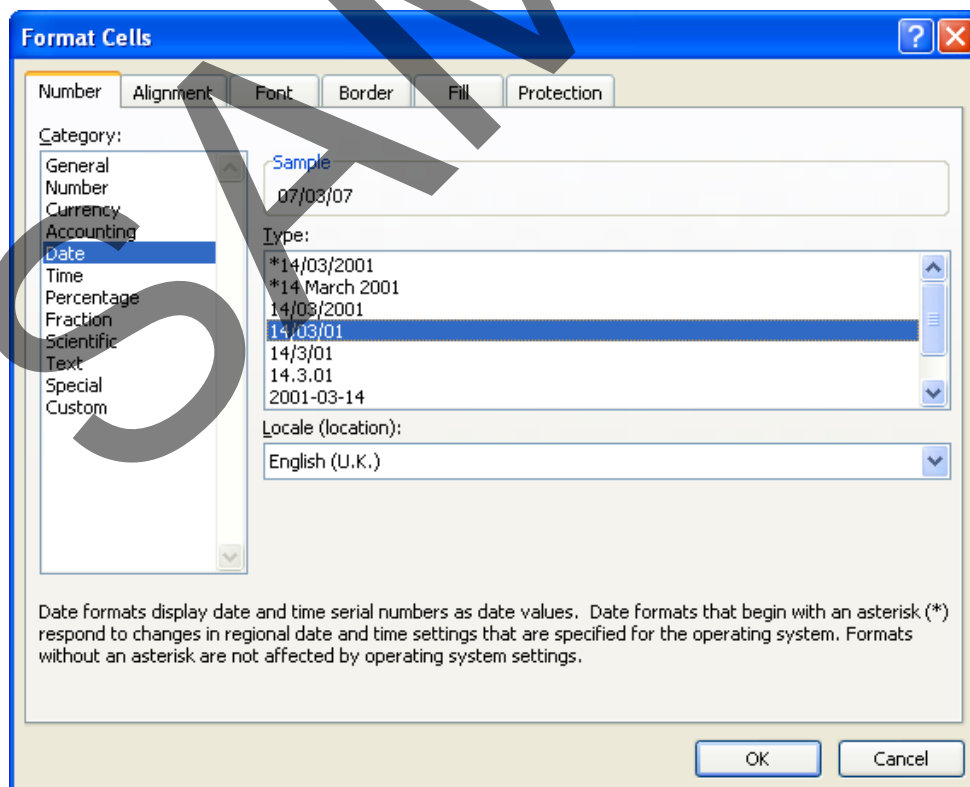 Format Cells
Number Alignment Font Border Fill Protection
Category:
General
Number
Currency
Accounting
Date
Time
Percentage
Fraction
Scientific
Text
Special
Custom
Sample
07/03/07
Type:
*14/03/2001
*14 March 2001
14/03/2001
14/03/01
14/3/01
14.3.01
2001-03-14
Locale (location):
English (U.K.)
Date formats display date and time serial numbers as date values. Date formats that begin with an asterisk (*)
respond to changes in regional date and time settings that are specified for the operating system. Formats
without an asterisk are not affected by operating system settings.
OK Cancel
SAM